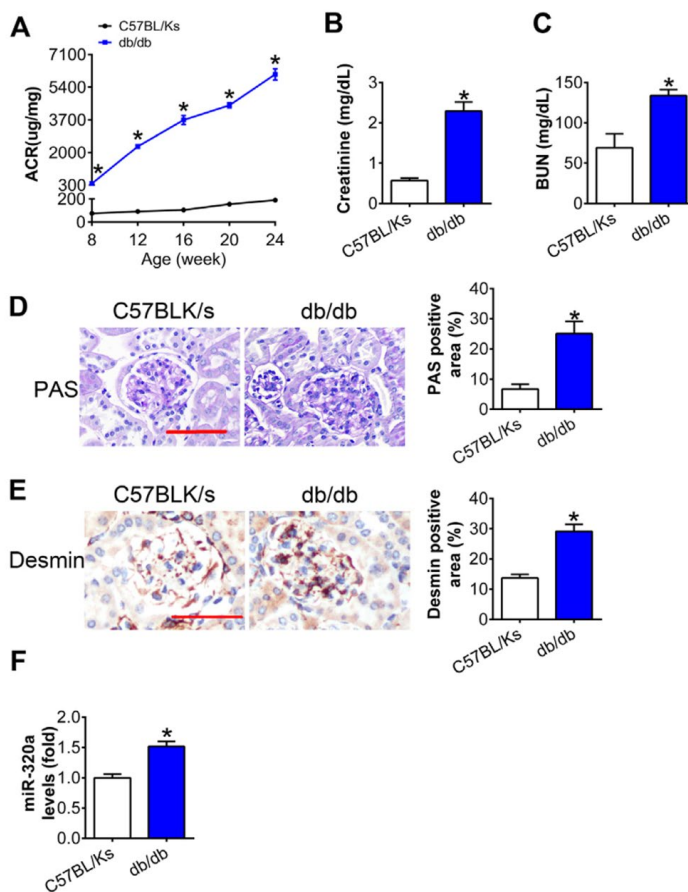 A
C57BL/Ks
db/db
7100
5400
3700
2000
300
200
0
ACR(ug/mg)
* * * * *
8 12 16 20 24
Age (week)
B
Creatinine (mg/dL)
3
2
1
0
*
C57BL/Ks
db/db
C
BUN (mg/dL)
150
100
50
0
*
C57BL/Ks
db/db
D
C57BLK/s db/db
PAS
PAS positive
area (%)
40
30
20
10
0
*
C57BL/Ks
db/db
E
C57BLK/s db/db
Desmin
Desmin positive
area (%)
40
30
20
10
0
*
C57BL/Ks
db/db
F
miR-320a
levels (fold)
2.0
1.5
1.0
0.5
0.0
*
C57BL/Ks
db/db